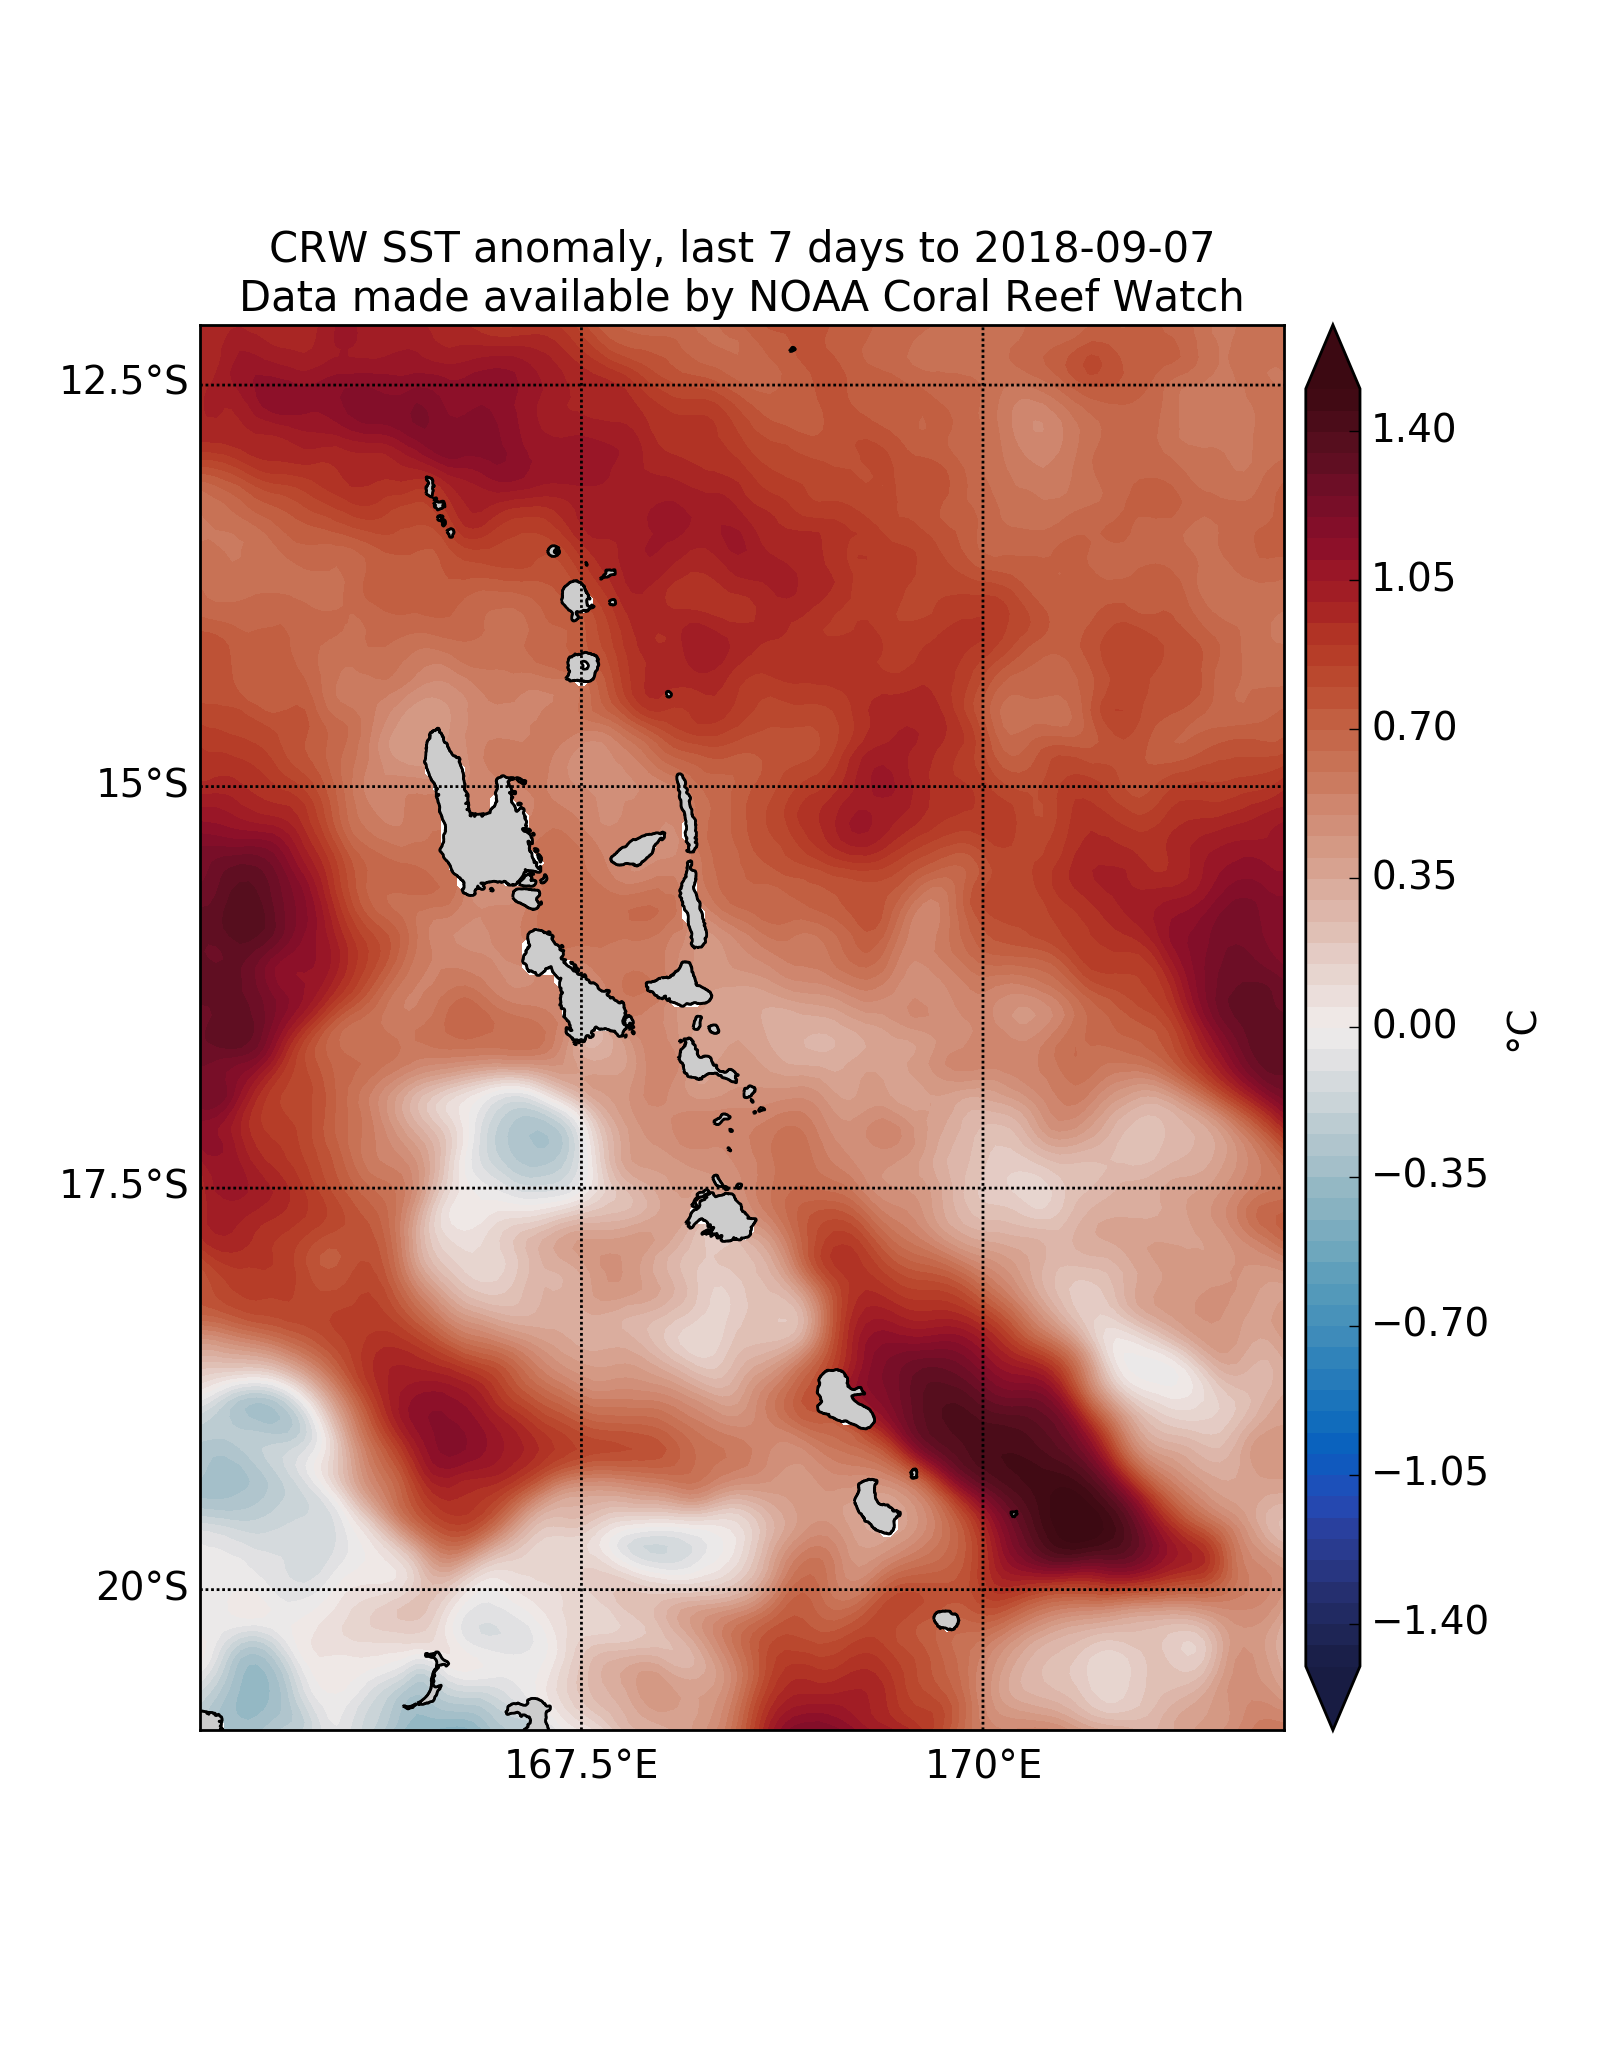 CRW SST anomaly, last 7 days to 2018-09-07
Data made available by NOAA Coral Reef Watch
12.5°S
15°S
17.5°S
20°S
167.5°E
170°E
1.40
1.05
0.70
0.35
0.00
−0.35
−0.70
−1.05
−1.40
°C